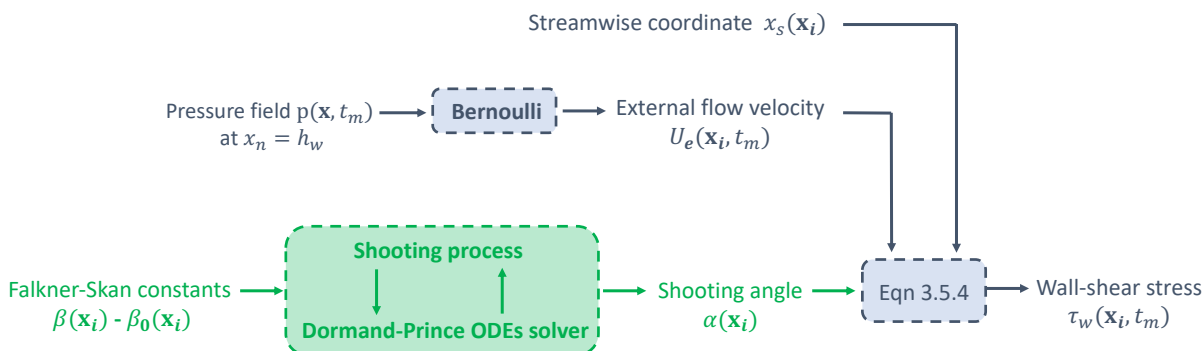 Streamwise coordinate x_s(𝐱_𝒊)
Pressure field p(𝐱, t_m)
at x_n = h_w
Bernoulli
External flow velocity
U_𝒆(𝐱_𝒊, t_m)
Shooting process
Dormand-Prince ODEs solver
Falkner-Skan constants
β(𝐱_𝒊) - β_𝟎(𝐱_𝒊)
Shooting angle
α(𝐱_𝒊)
Eqn 3.5.4
Wall-shear stress
τ_w(𝐱_𝒊, t_m)